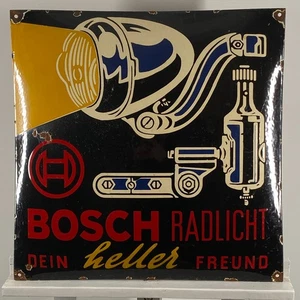 BOSCH RADLICHT
DEIN heller FREUND